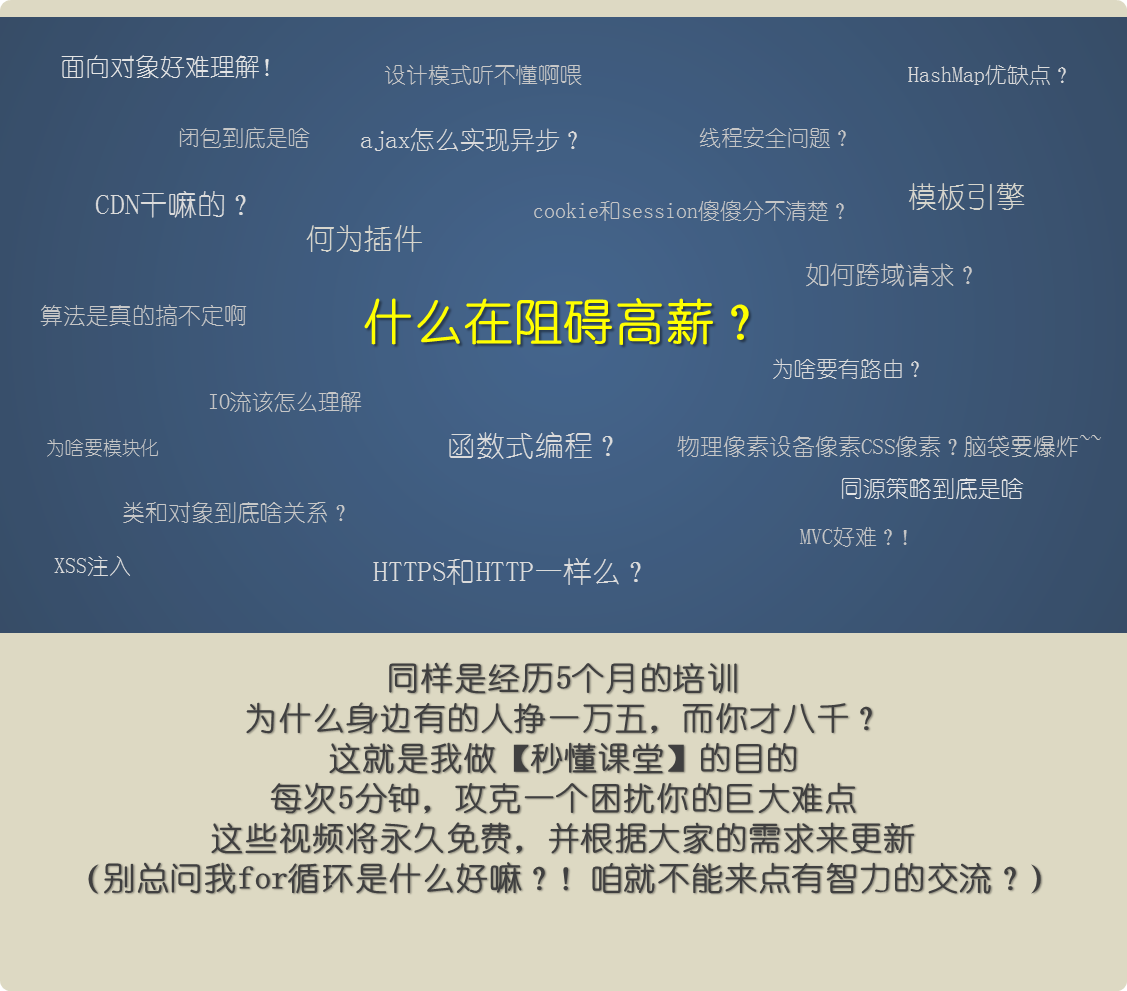 面向对象好难理解！
设计模式听不懂啊喂
HashMap优缺点？
闭包到底是啥
ajax怎么实现异步？
线程安全问题？
CDN干嘛的？
何为插件
cookie和session傻傻分不清楚？
模板引擎
如何跨域请求？
算法是真的搞不定啊
什么在阻碍高薪？
为啥要有路由？
IO流该怎么理解
为啥要模块化
函数式编程？
物理像素设备像素CSS像素？脑袋要爆炸~~
同源策略到底是啥
类和对象到底啥关系？
MVC好难？！
XSS注入
HTTPS和HTTP一样么？
同样是经历5个月的培训
为什么身边有的人挣一万五，而你才八千？
这就是我做【秒懂课堂】的目的
每次5分钟，攻克一个困扰你的巨大难点
这些视频将永久免费，并根据大家的需求来更新
（别总问我for循环是什么好嘛？！咱就不能来点有智力的交流？）